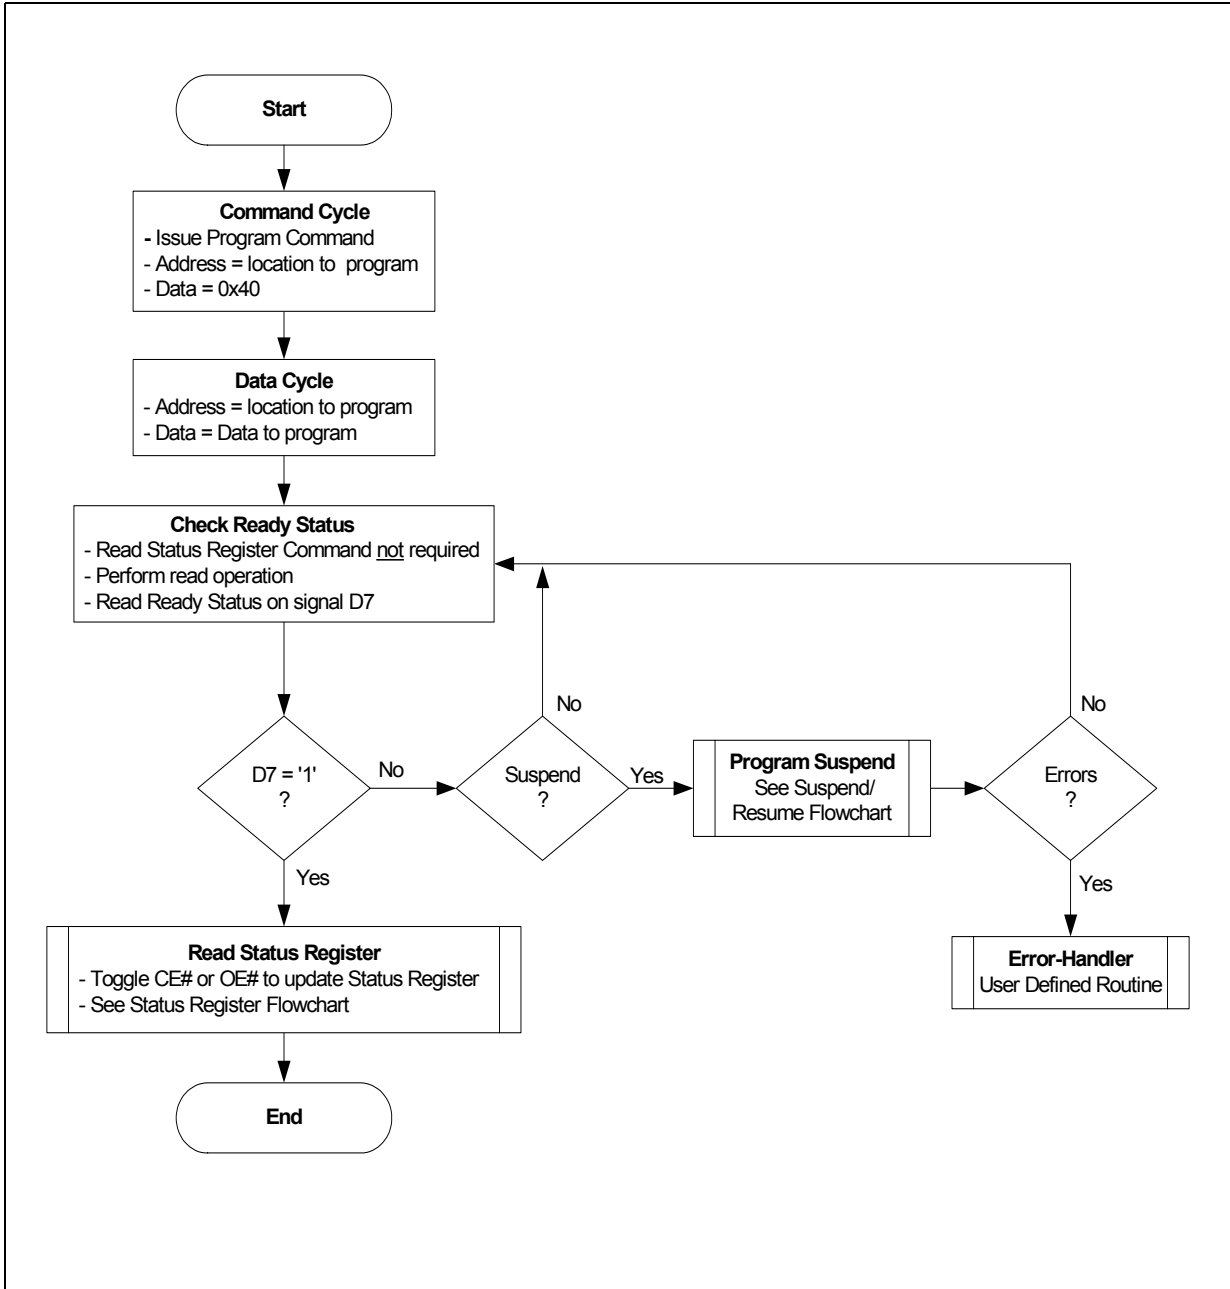 Start
Command Cycle
- Issue Program Command
- Address = location to program
- Data = 0x40
Data Cycle
- Address = location to program
- Data = Data to program
Check Ready Status
- Read Status Register Command not required
- Perform read operation
- Read Ready Status on signal D7
D7 = '1'
?
No
Suspend
?
No
Yes
Program Suspend
See Suspend/
Resume Flowchart
Errors
?
No
Yes
Error-Handler
User Defined Routine
Yes
Read Status Register
- Toggle CE# or OE# to update Status Register
- See Status Register Flowchart
End